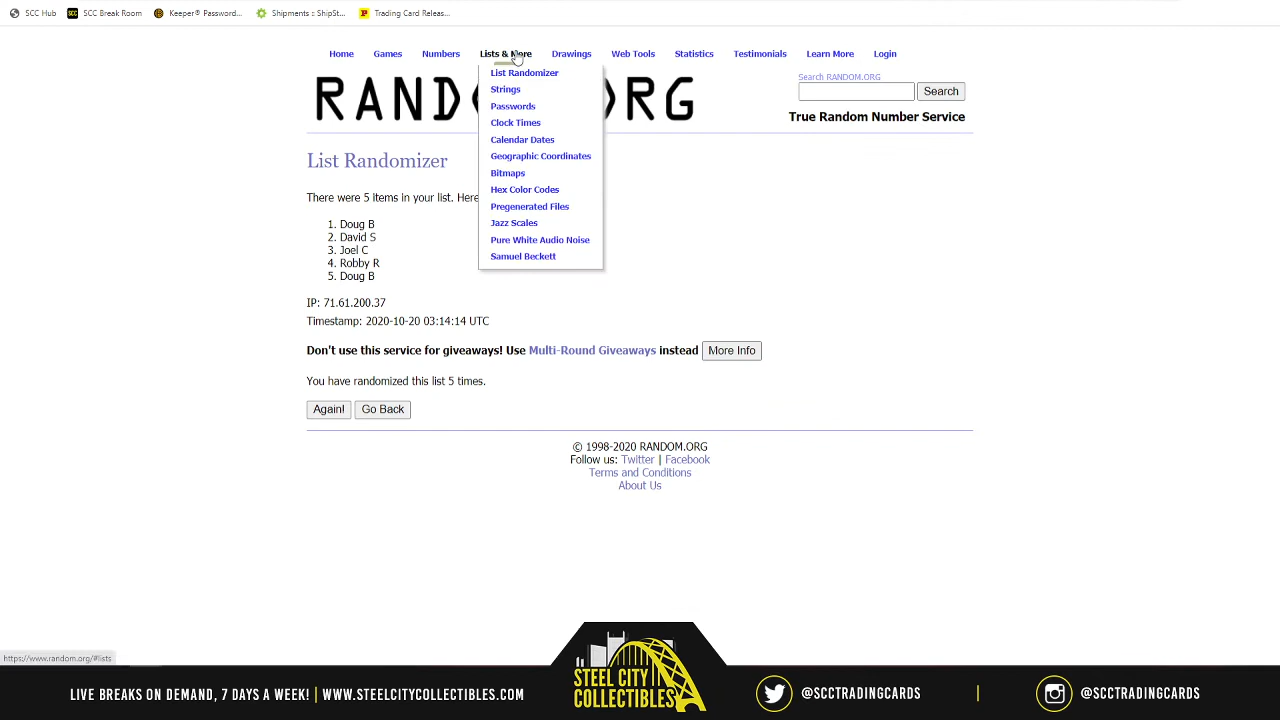 SCC Hub SCC Break Room Keeper® Password... Shipments :: ShipSt... Trading Card Releas...
Home Games Numbers Lists & More Drawings Web Tools Statistics Testimonials Learn More Login
List Randomizer
Strings
Passwords
Clock Times
Calendar Dates
Geographic Coordinates
Bitmaps
Hex Color Codes
Pregenerated Files
Jazz Scales
Pure White Audio Noise
Samuel Beckett
Search RANDOM.ORG
Search
True Random Number Service
List Randomizer
There were 5 items in your list. Here
1. Doug B
2. David S
3. Joel C
4. Robby R
5. Doug B
IP: 71.61.200.37
Timestamp: 2020-10-20 03:14:14 UTC
Don't use this service for giveaways! Use Multi-Round Giveaways instead More Info
You have randomized this list 5 times.
Again! Go Back
© 1998-2020 RANDOM.ORG
Follow us: Twitter | Facebook
Terms and Conditions
About Us
https://www.random.org/#lists
LIVE BREAKS ON DEMAND, 7 DAYS A WEEK! | WWW.STEELCITYCOLLECTIBLES.COM
STEEL CITY
COLLECTIBLES
@SCCTRADINGCARDS | @SCCTRADINGCARDS